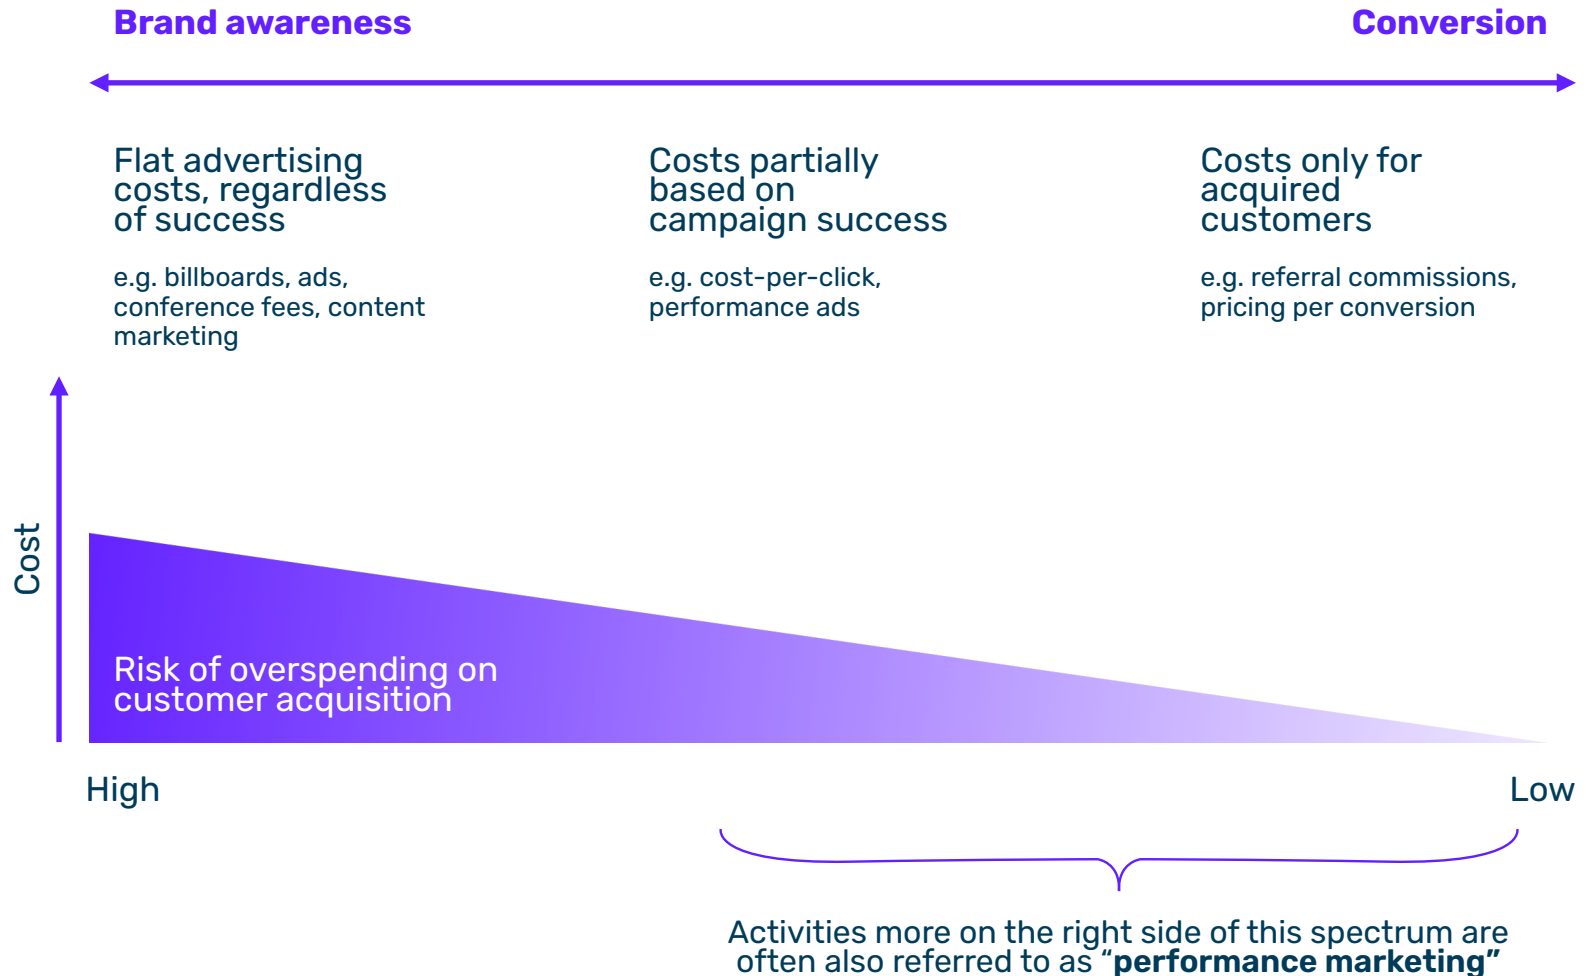 Brand awareness
Conversion
Flat advertising
costs, regardless
of success
e.g. billboards, ads,
conference fees, content
marketing
Costs partially
based on
campaign success
e.g. cost-per-click,
performance ads
Costs only for
acquired
customers
e.g. referral commissions,
pricing per conversion
Cost
Risk of overspending on
customer acquisition
High
Low
Activities more on the right side of this spectrum are
often also referred to as “performance marketing”